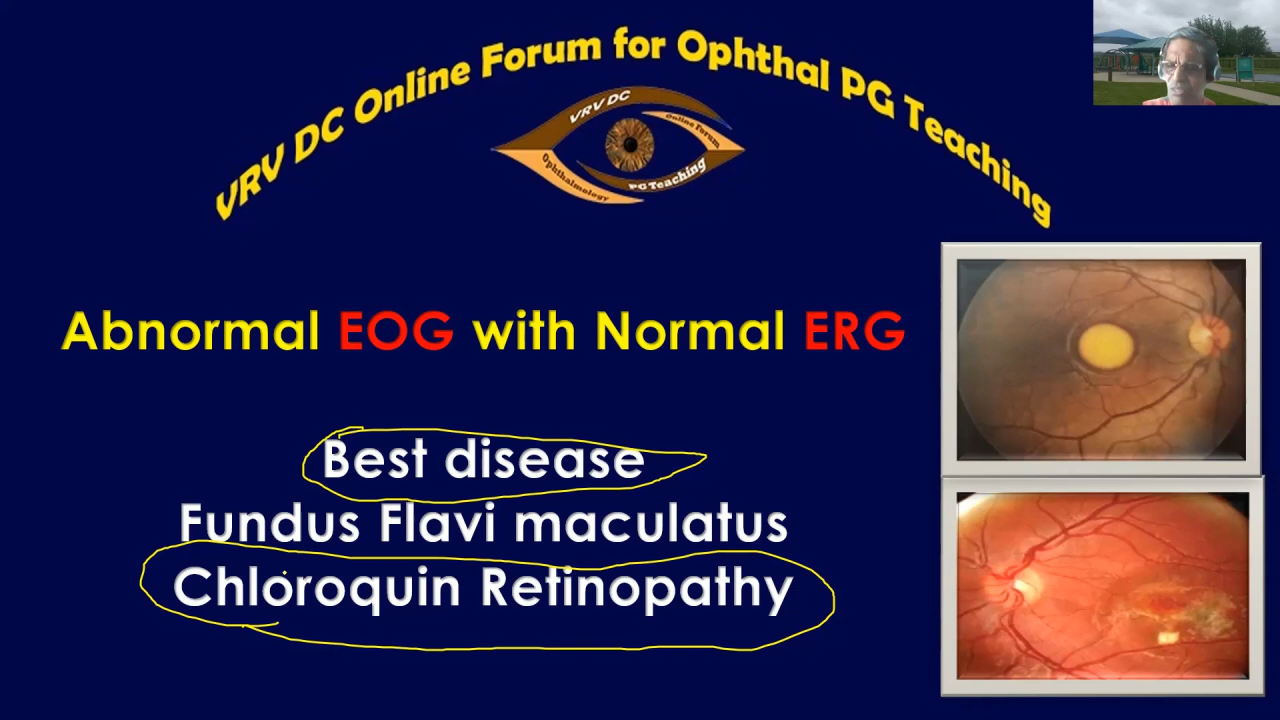 VRV DC Online Forum for Ophthal PG Teaching
VRV DC
Online Forum
Ophthalmology
PG Teaching
Abnormal EOG with Normal ERG
Best disease
Fundus Flavi maculatus
Chloroquin Retinopathy